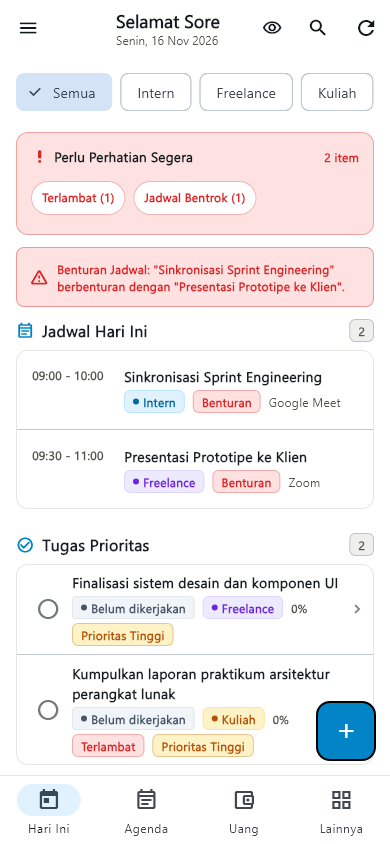 Selamat Sore
Senin, 16 Nov 2026
Semua
Intern
Freelance
Kuliah
Perlu Perhatian Segera
2 item
Terlambat (1)
Jadwal Bentrok (1)
Benturan Jadwal: "Sinkronisasi Sprint Engineering"
berbenturan dengan "Presentasi Prototipe ke Klien".
Jadwal Hari Ini
2
09:00 - 10:00
Sinkronisasi Sprint Engineering
Intern
Benturan
Google Meet
09:30 - 11:00
Presentasi Prototipe ke Klien
Freelance
Benturan
Zoom
Tugas Prioritas
2
Finalisasi sistem desain dan komponen UI
Belum dikerjakan
Freelance
0%
Prioritas Tinggi
Kumpulkan laporan praktikum arsitektur
perangkat lunak
Belum dikerjakan
Kuliah
0%
Terlambat
Prioritas Tinggi
Hari Ini
Agenda
Uang
Lainnya